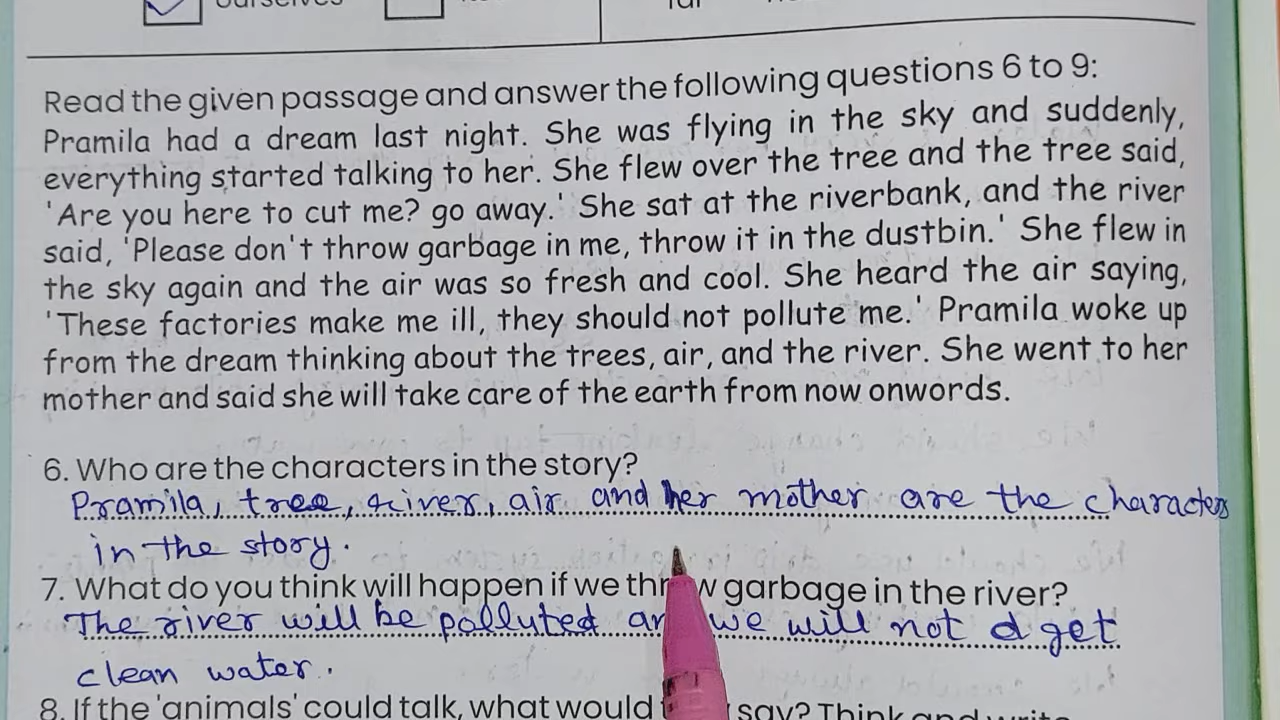 ourselves
Read the given passage and answer the following questions 6 to 9:
Pramila had a dream last night. She was flying in the sky and suddenly,
everything started talking to her. She flew over the tree and the tree said,
'Are you here to cut me? go away.' She sat at the riverbank, and the river
said, 'Please don't throw garbage in me, throw it in the dustbin.' She flew in
the sky again and the air was so fresh and cool. She heard the air saying,
'These factories make me ill, they should not pollute me.' Pramila woke up
from the dream thinking about the trees, air, and the river. She went to her
mother and said she will take care of the earth from now onwords.
6. Who are the characters in the story?
Pramila, tree, river, air and her mother are the characters
in the story.
7. What do you think will happen if we throw garbage in the river?
The river will be polluted and we will not d get
clean water.
8. If the 'animals' could talk, what would say? Think and write